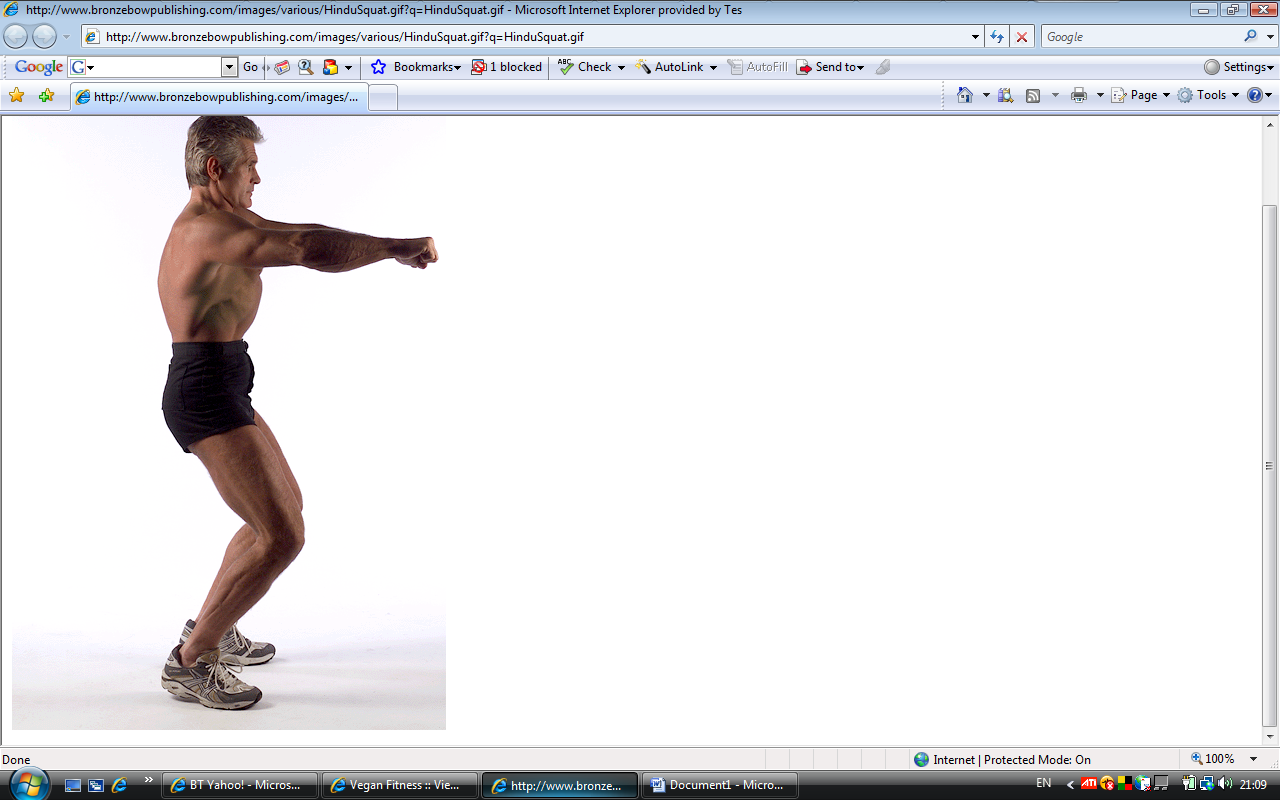 http://www.bronzebowpublishing.com/images/various/HinduSquat.gif?q=HinduSquat.gif - Microsoft Internet Explorer provided by Tes
http://www.bronzebowpublishing.com/images/various/HinduSquat.gif?q=HinduSquat.gif
Google
Google G Go Bookmarks 1 blocked ABC Check AutoLink AutoFill Send to Settings
http://www.bronzebowpublishing.com/images/... Page Tools
Done Internet | Protected Mode: On 100%
BT Yahoo! - Micros... Vegan Fitness :: Vie... http://www.bronze... Document1 - Micro... EN ATI 21:09